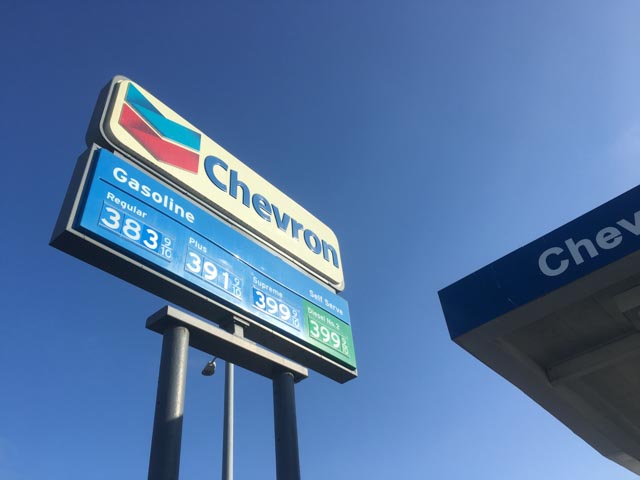 Chevron
Gasoline
Self Serve
Regular
383 9/10
Plus
391 9/10
Supreme
399 9/10
Diesel No. 2
399 9/10
Chev